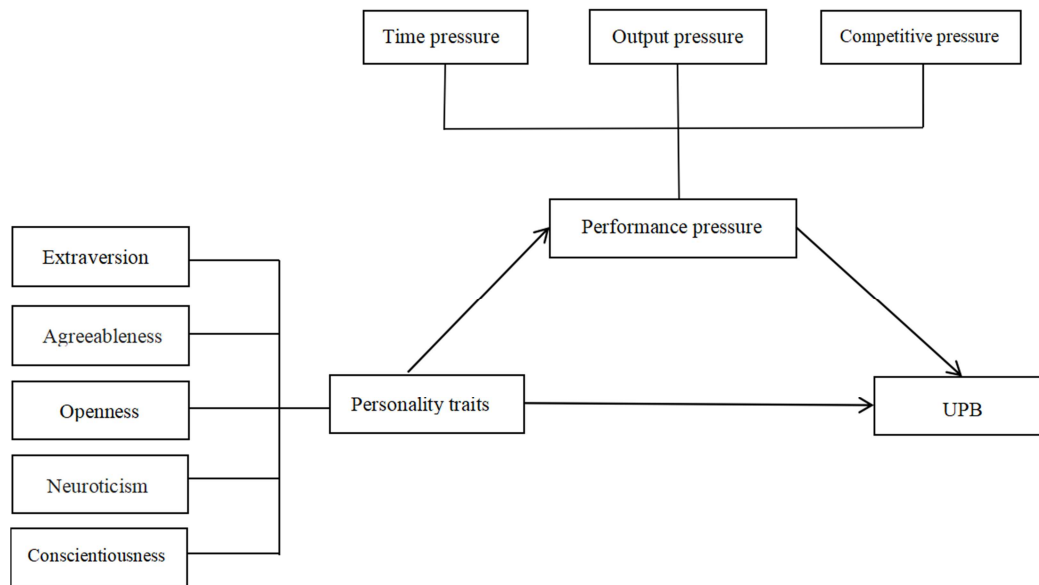 Time pressure
Output pressure
Competitive pressure
Performance pressure
Extraversion
Agreeableness
Openness
Neuroticism
Conscientiousness
Personality traits
UPB